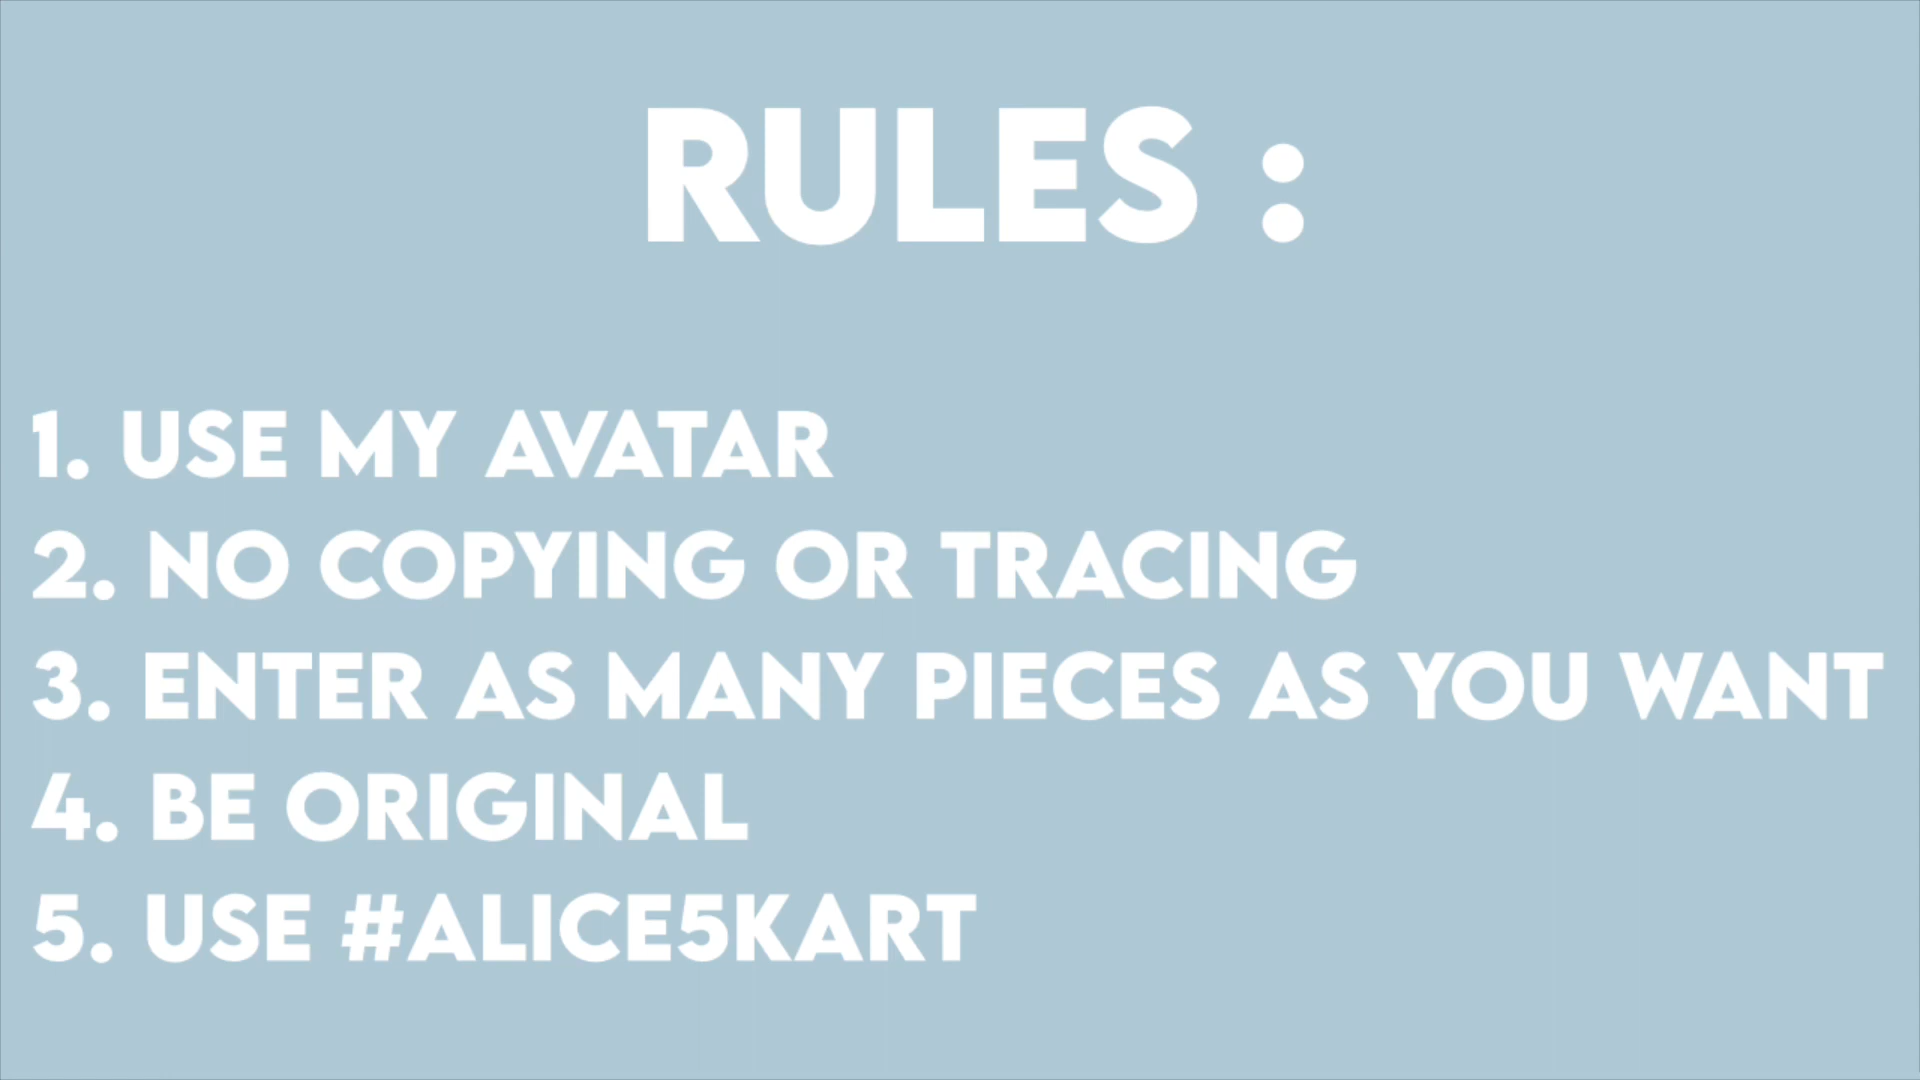 RULES :
1. USE MY AVATAR
2. NO COPYING OR TRACING
3. ENTER AS MANY PIECES AS YOU WANT
4. BE ORIGINAL
5. USE #ALICE5KART